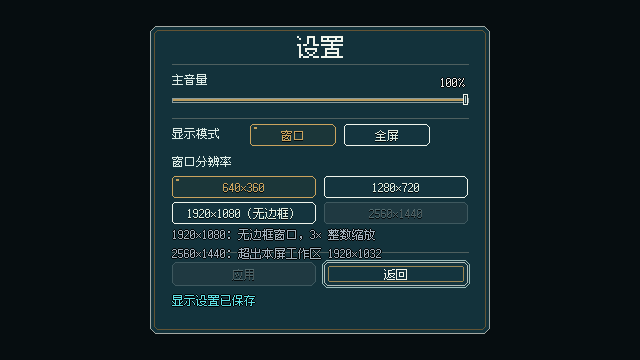 设置
主音量 100%
显示模式 窗口 全屏
窗口分辨率
640×360 1280×720
1920×1080（无边框） 2560×1440
1920×1080：无边框窗口，3× 整数缩放
2560×1440：超出本屏工作区 1920×1032
应用 返回
显示设置已保存